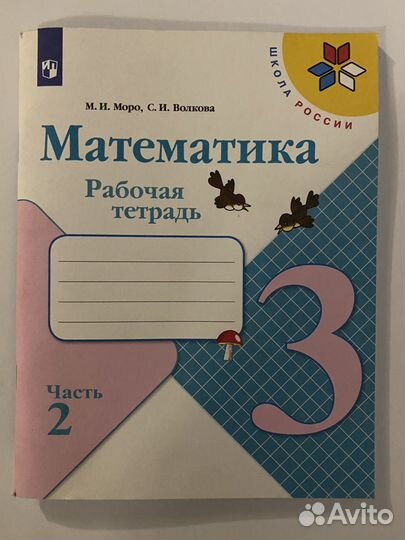 М. И. Моро, С. И. Волкова
ШКОЛА РОССИИ
Математика
Рабочая
тетрадь
3
Часть
2
Avito